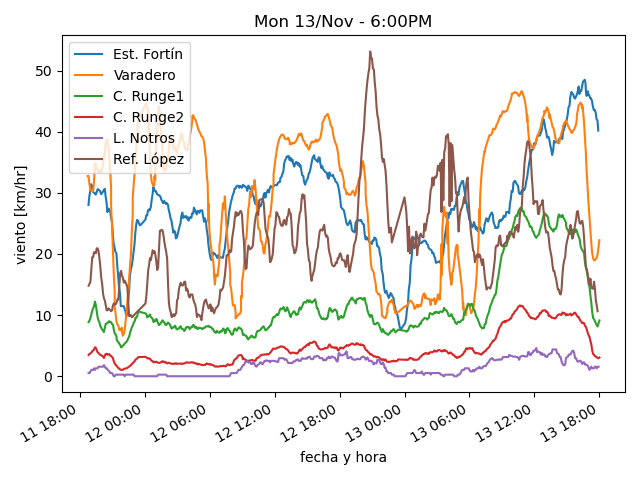 Mon 13/Nov - 6:00PM
Est. Fortín
Varadero
C. Runge1
C. Runge2
L. Notros
Ref. López
viento [km/hr]
50
40
30
20
10
0
11 18:00
12 00:00
12 06:00
12 12:00
12 18:00
13 00:00
13 06:00
13 12:00
13 18:00
fecha y hora